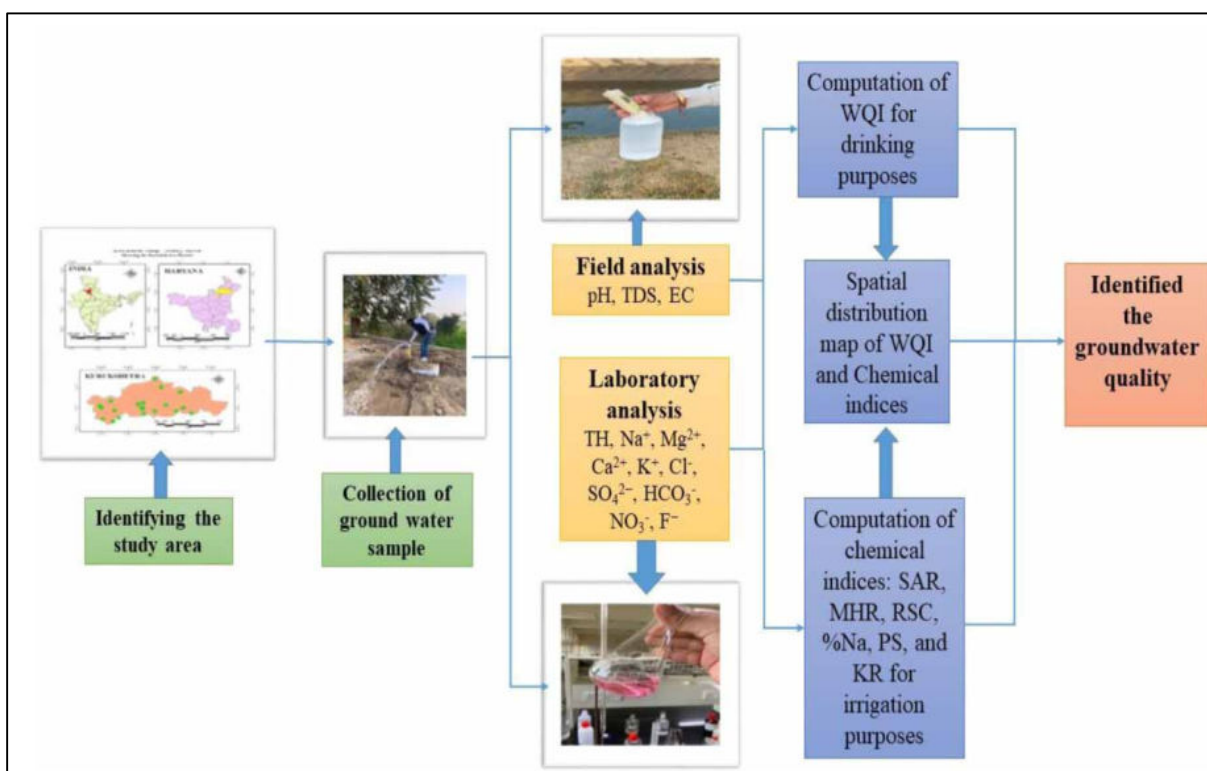 INDIA
HARYANA
KURUKSHETRA
Identifying the
study area
Collection of
ground water
sample
Field analysis
pH, TDS, EC
Laboratory
analysis
TH, Na⁺, Mg²⁺,
Ca²⁺, K⁺, Cl⁻,
SO₄²⁻, HCO₃⁻,
NO₃⁻, F⁻
Computation of
WQI for
drinking
purposes
Spatial
distribution
map of WQI
and Chemical
indices
Computation of
chemical
indices: SAR,
MHR, RSC,
%Na, PS, and
KR for
irrigation
purposes
Identified
the
groundwater
quality